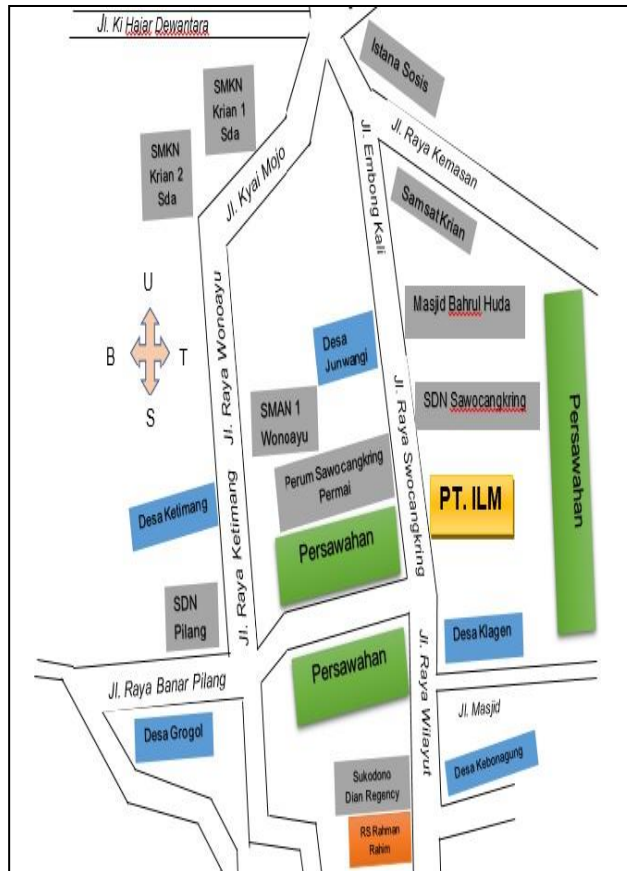 Jl. Ki Hajar Dewantara
Istana Sosis
SMKN
Krian 1
Sda
Jl. Raya Kemasan
SMKN
Krian 2
Sda
Jl. Kyai Mojo
Jl. Embong Kali
Samsat Krian
U
B
T
S
Jl. Raya Wonoayu
Desa
Junwangi
Masjid Bahrul Huda
Persawahan
SMAN 1
Wonoayu
Jl. Raya Swocangkring
SDN Sawocangkring
Perum Sawocangkring
Permai
PT. ILM
Desa Ketimang
Jl. Raya Ketimang
Persawahan
SDN
Pilang
Desa Klagen
Persawahan
Jl. Raya Banar Pilang
Jl. Raya Wilayut
Jl. Masjid
Desa Grogol
Desa Kebonagung
Sukodono
Dian Regency
RS Rahman
Rahim